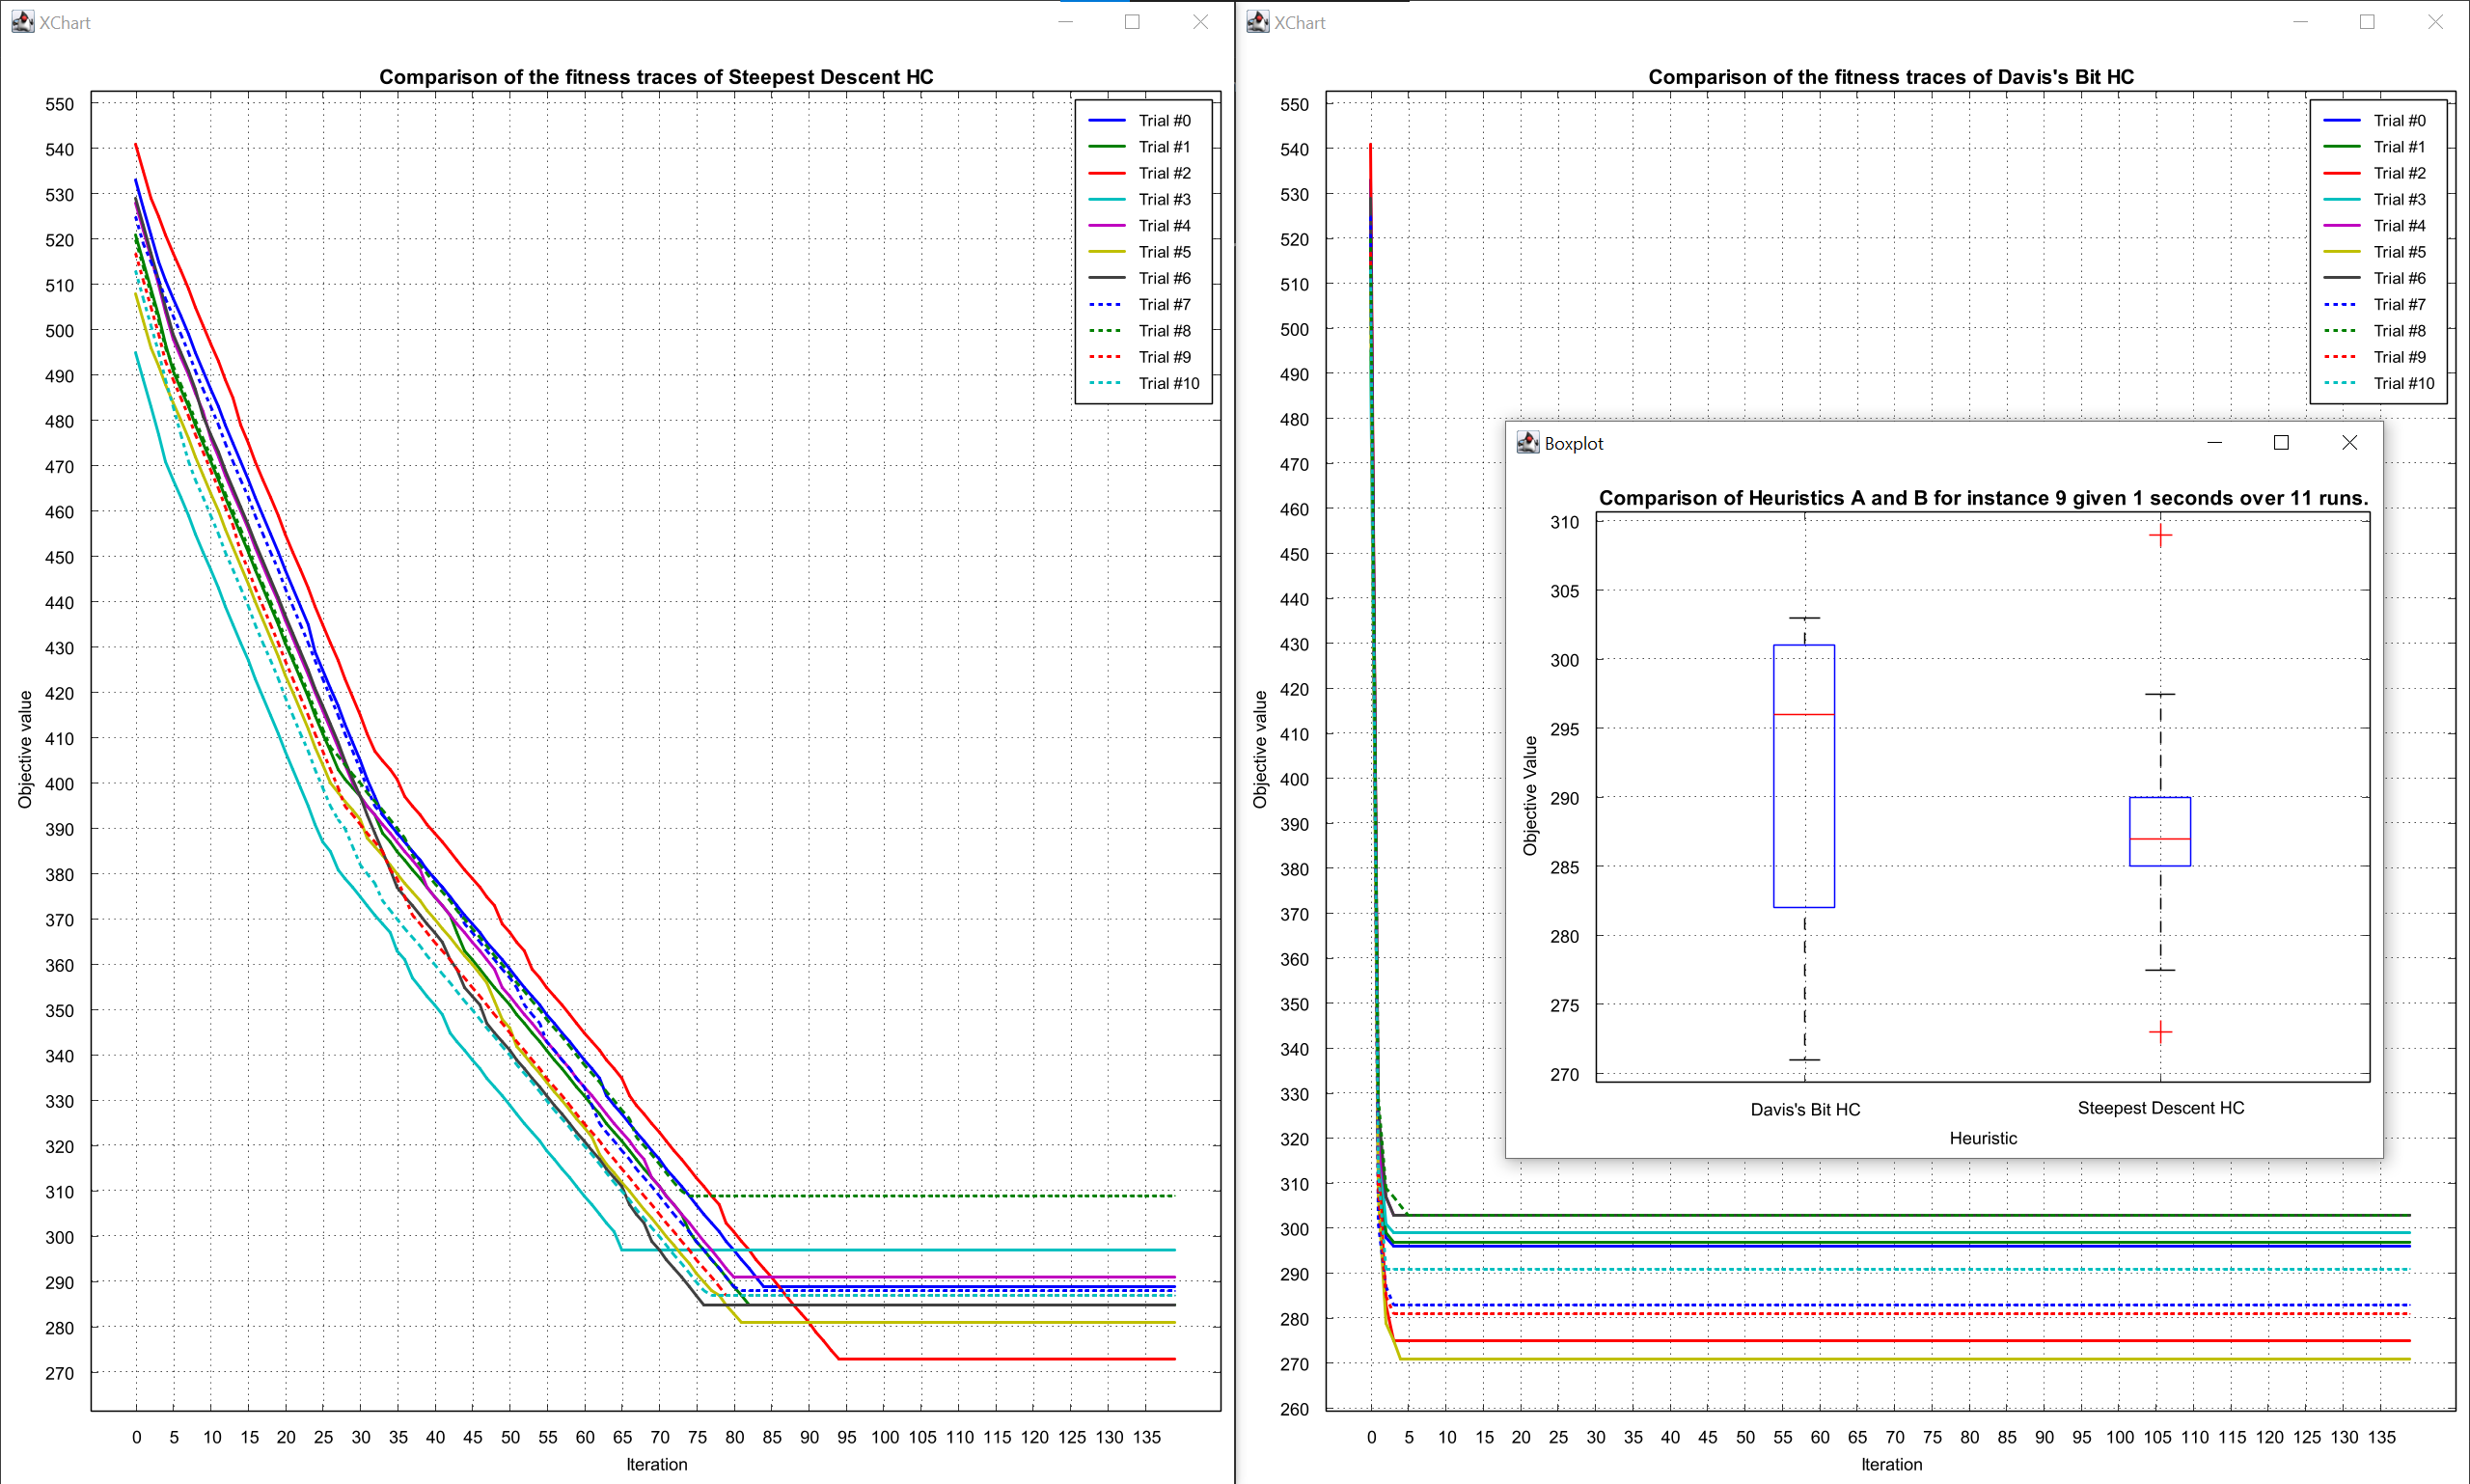 XChart
Comparison of the fitness traces of Steepest Descent HC
550
540
530
520
510
500
490
480
470
460
450
440
430
420
410
400
390
380
370
360
350
340
330
320
310
300
290
280
270
Objective value
0 5 10 15 20 25 30 35 40 45 50 55 60 65 70 75 80 85 90 95 100 105 110 115 120 125 130 135
Iteration
Trial #0
Trial #1
Trial #2
Trial #3
Trial #4
Trial #5
Trial #6
Trial #7
Trial #8
Trial #9
Trial #10
XChart
Comparison of the fitness traces of Davis's Bit HC
550
540
530
520
510
500
490
480
470
460
450
440
430
420
410
400
390
380
370
360
350
340
330
320
310
300
290
280
270
260
Objective value
0 5 10 15 20 25 30 35 40 45 50 55 60 65 70 75 80 85 90 95 100 105 110 115 120 125 130 135
Iteration
Trial #0
Trial #1
Trial #2
Trial #3
Trial #4
Trial #5
Trial #6
Trial #7
Trial #8
Trial #9
Trial #10
Boxplot
Comparison of Heuristics A and B for instance 9 given 1 seconds over 11 runs.
310
305
300
295
290
285
280
275
270
Objective Value
Davis's Bit HC Steepest Descent HC
Heuristic